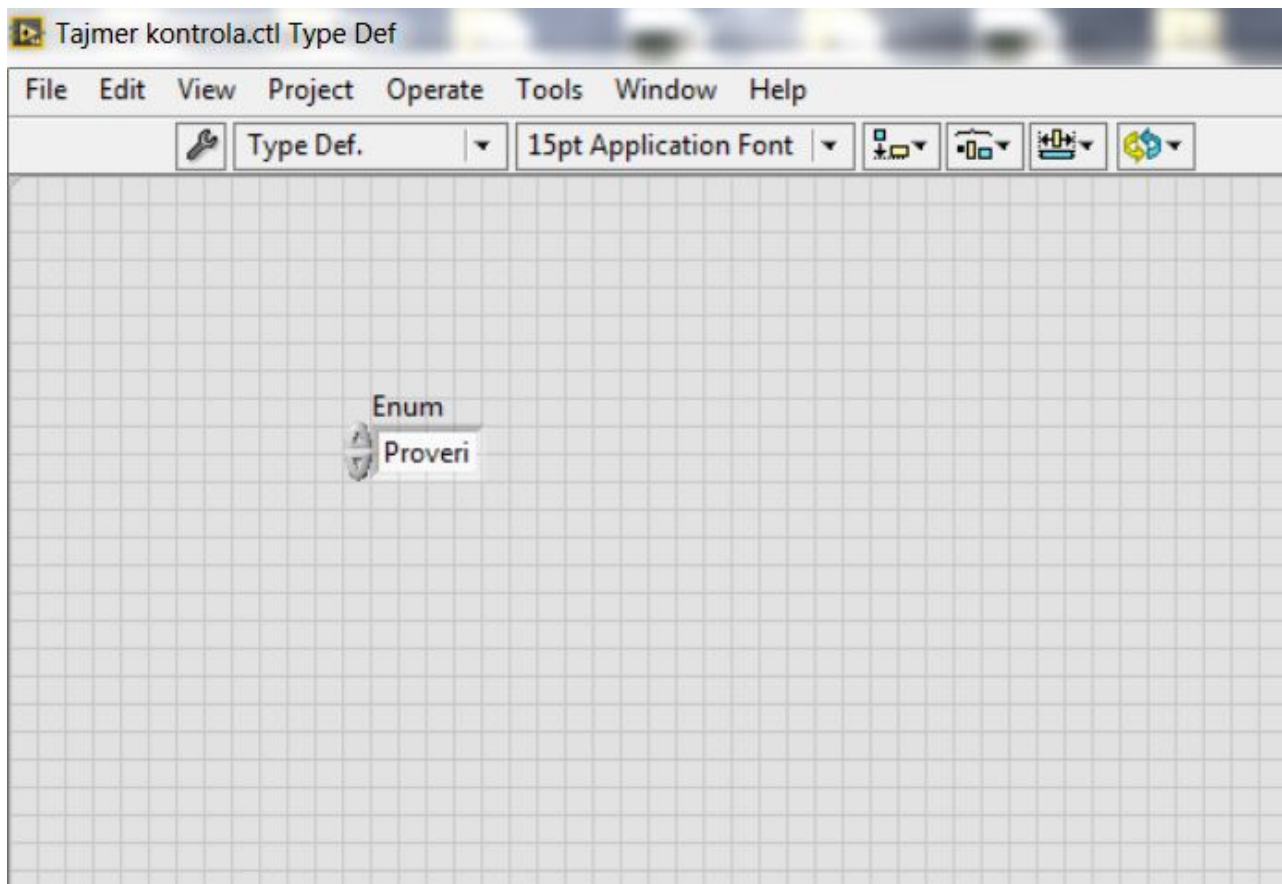 Tajmer kontrola.ctl Type Def
File Edit View Project Operate Tools Window Help
Type Def. 15pt Application Font
Enum
Proveri